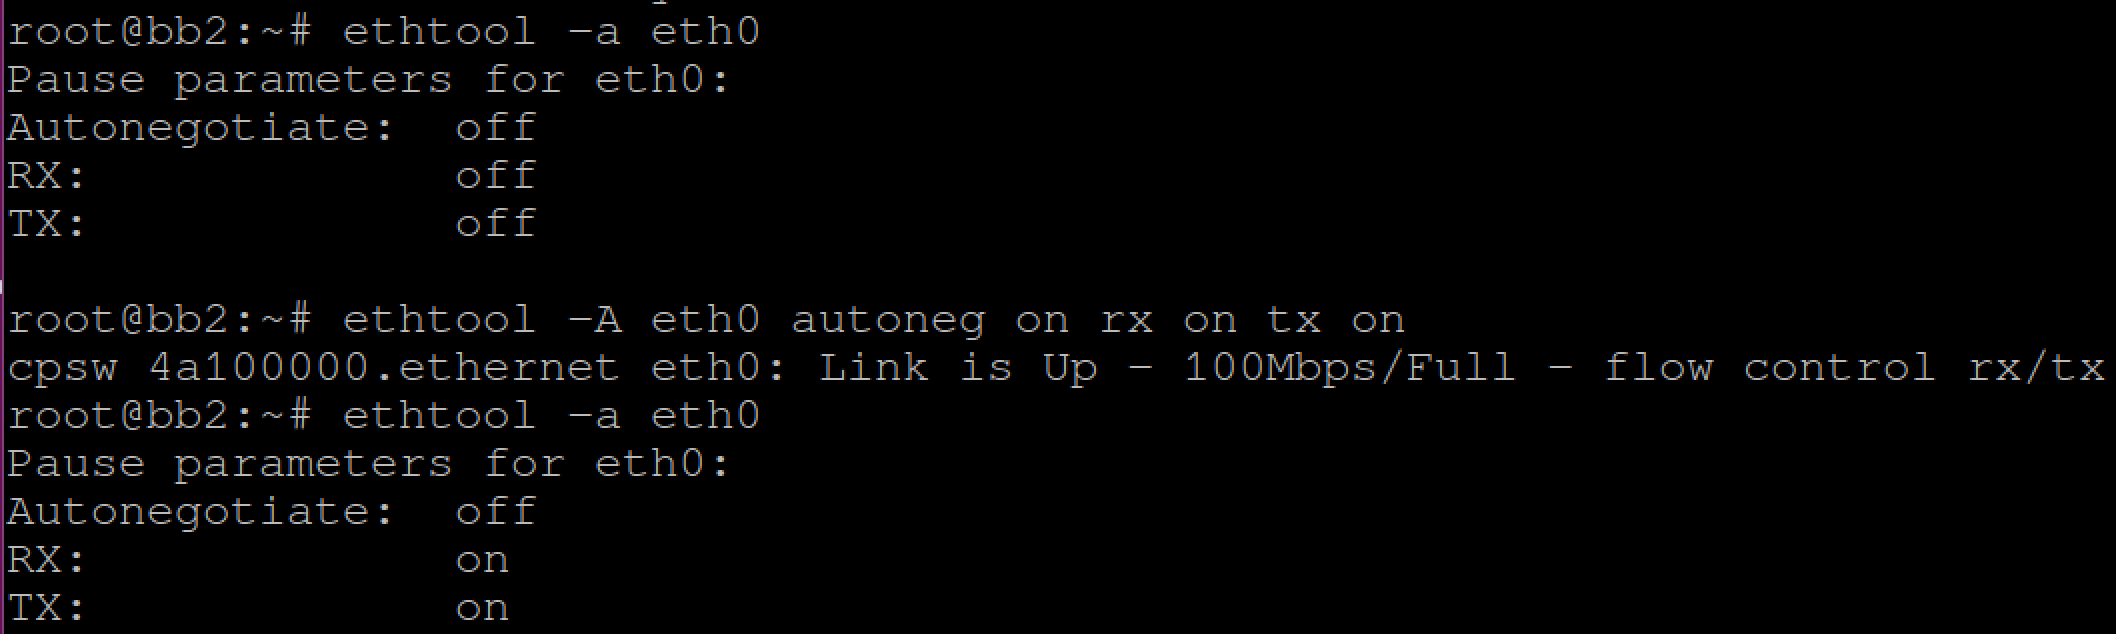 root@bb2:~# ethtool -a eth0
Pause parameters for eth0:
Autonegotiate:  off
RX:             off
TX:             off
root@bb2:~# ethtool -A eth0 autoneg on rx on tx on
cpsw 4a100000.ethernet eth0: Link is Up - 100Mbps/Full - flow control rx/tx
root@bb2:~# ethtool -a eth0
Pause parameters for eth0:
Autonegotiate:  off
RX:             on
TX:             on